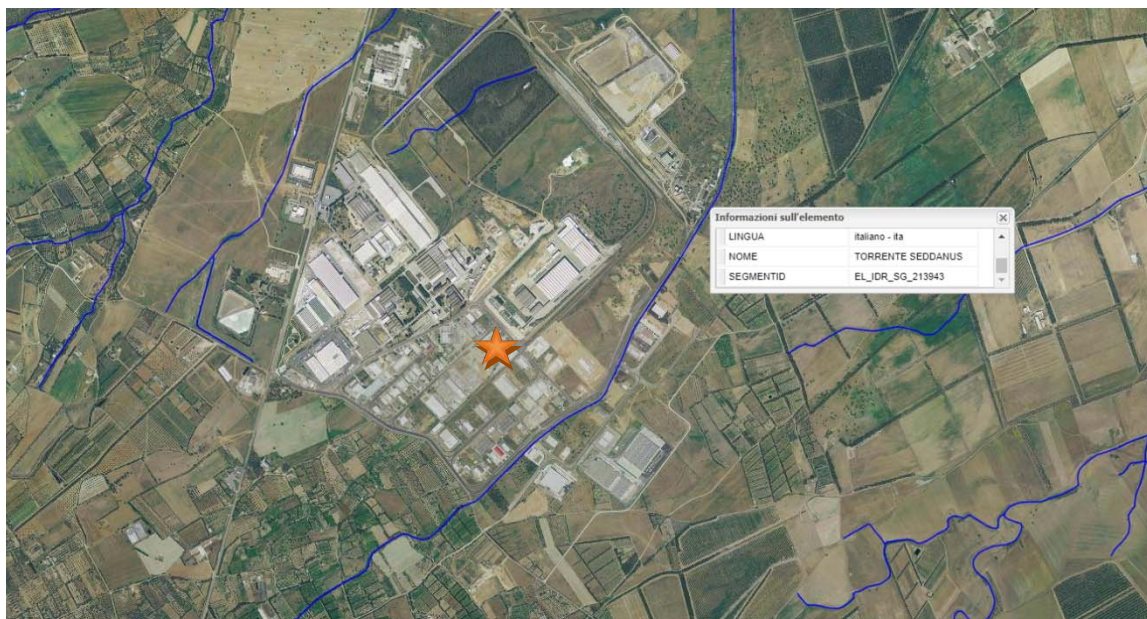 Informazioni sull'elemento
LINGUA italiano - ita
NOME TORRENTE SEDDANUS
SEGMENTID EL_IDR_SG_213943